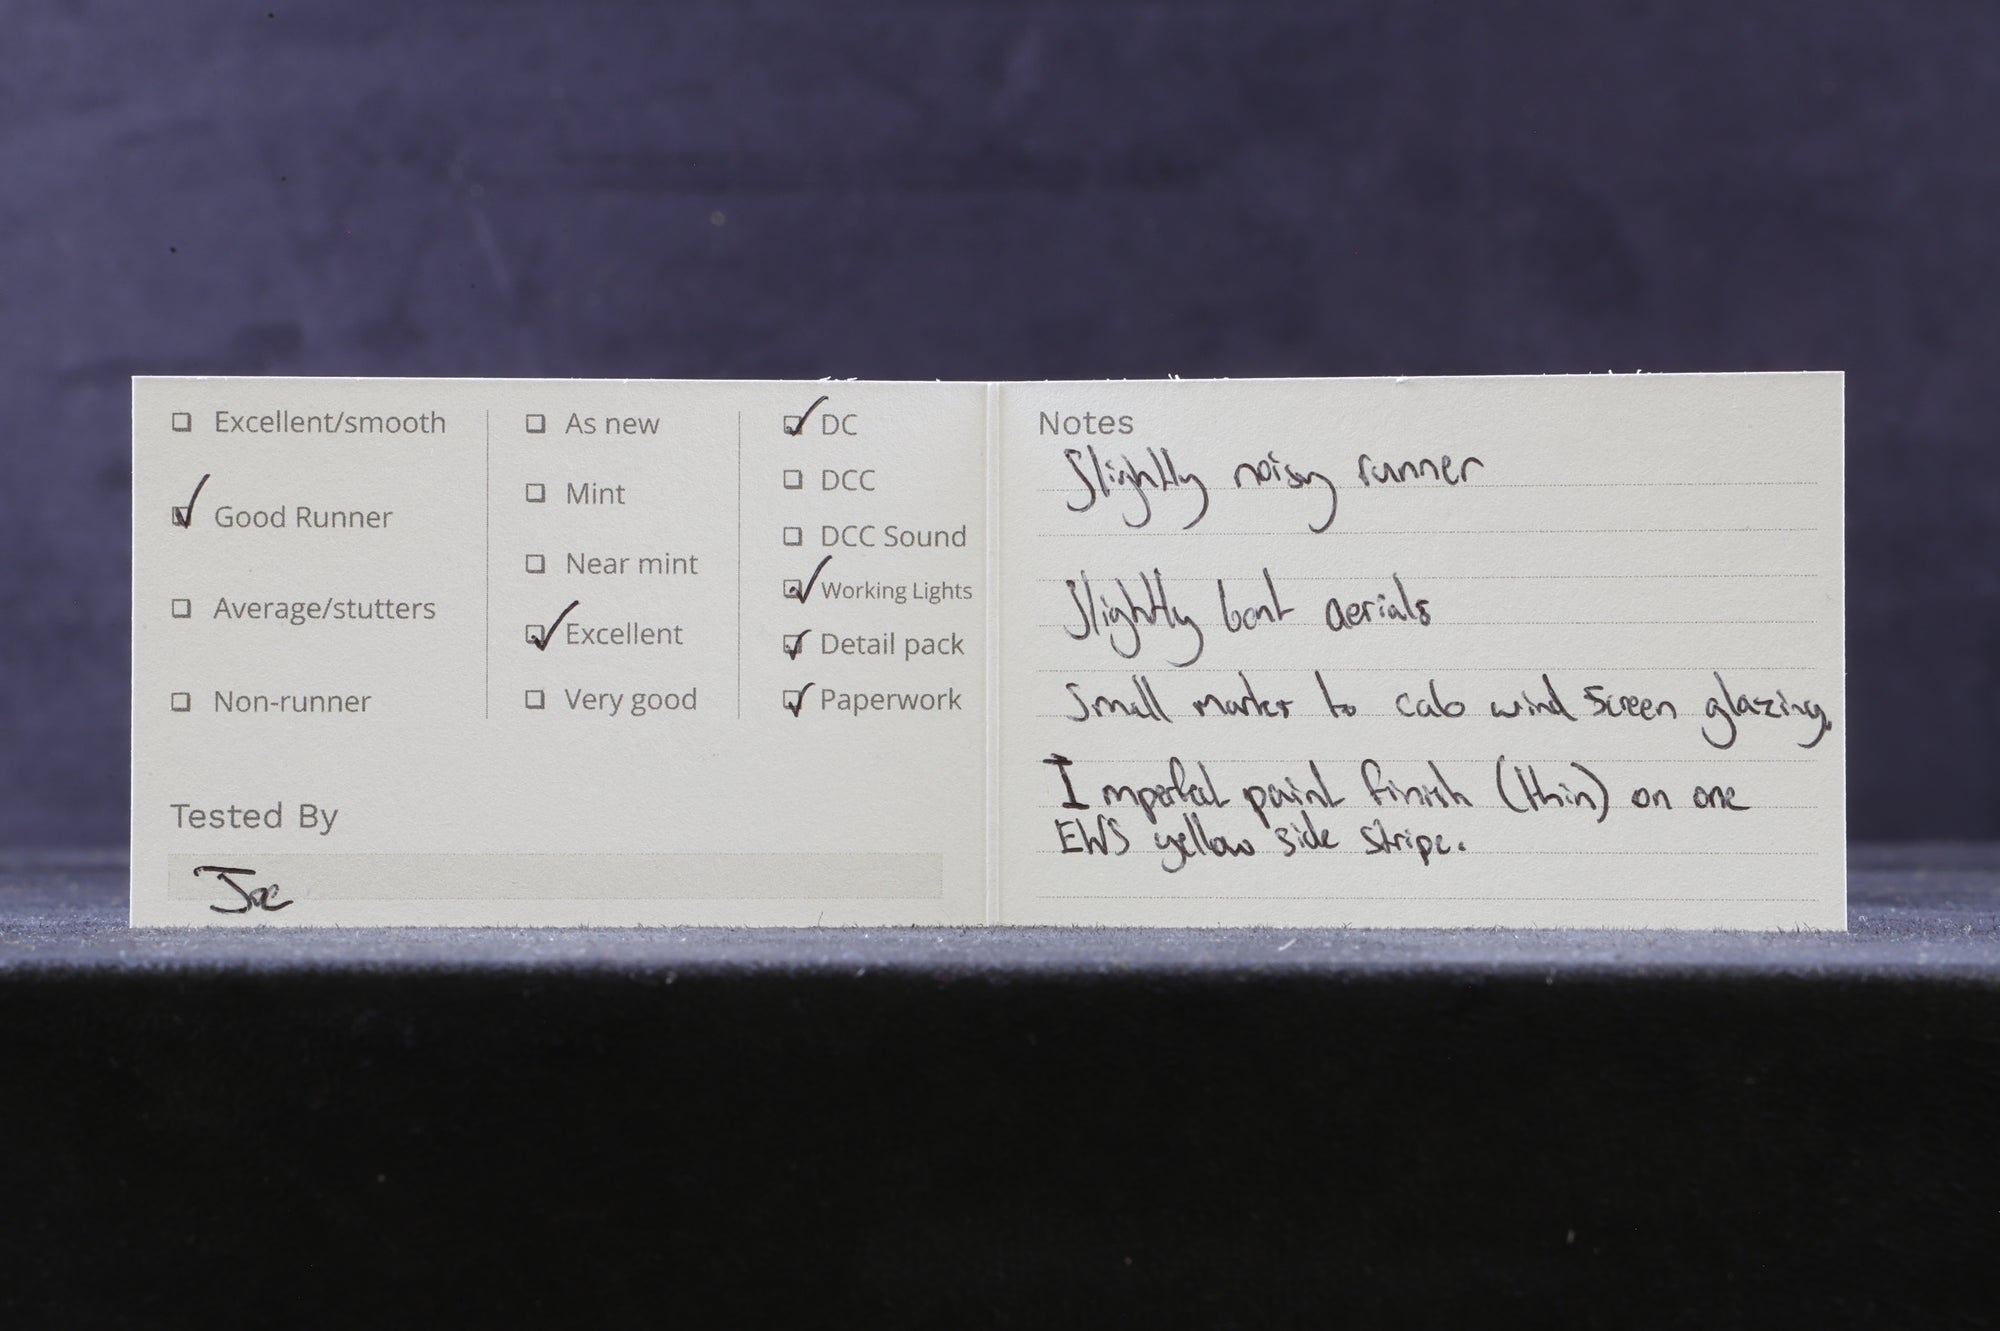 Excellent/smooth
Good Runner
Average/stutters
Non-runner
As new
Mint
Near mint
Excellent
Very good
DC
DCC
DCC Sound
Working Lights
Detail pack
Paperwork
Tested By
Joe
Notes
Slightly noisy runner
Slightly bent aerials
Small marks to cab wind screen glazing.
Imperfect paint finish (thin) on one
EWS yellow side stripe.